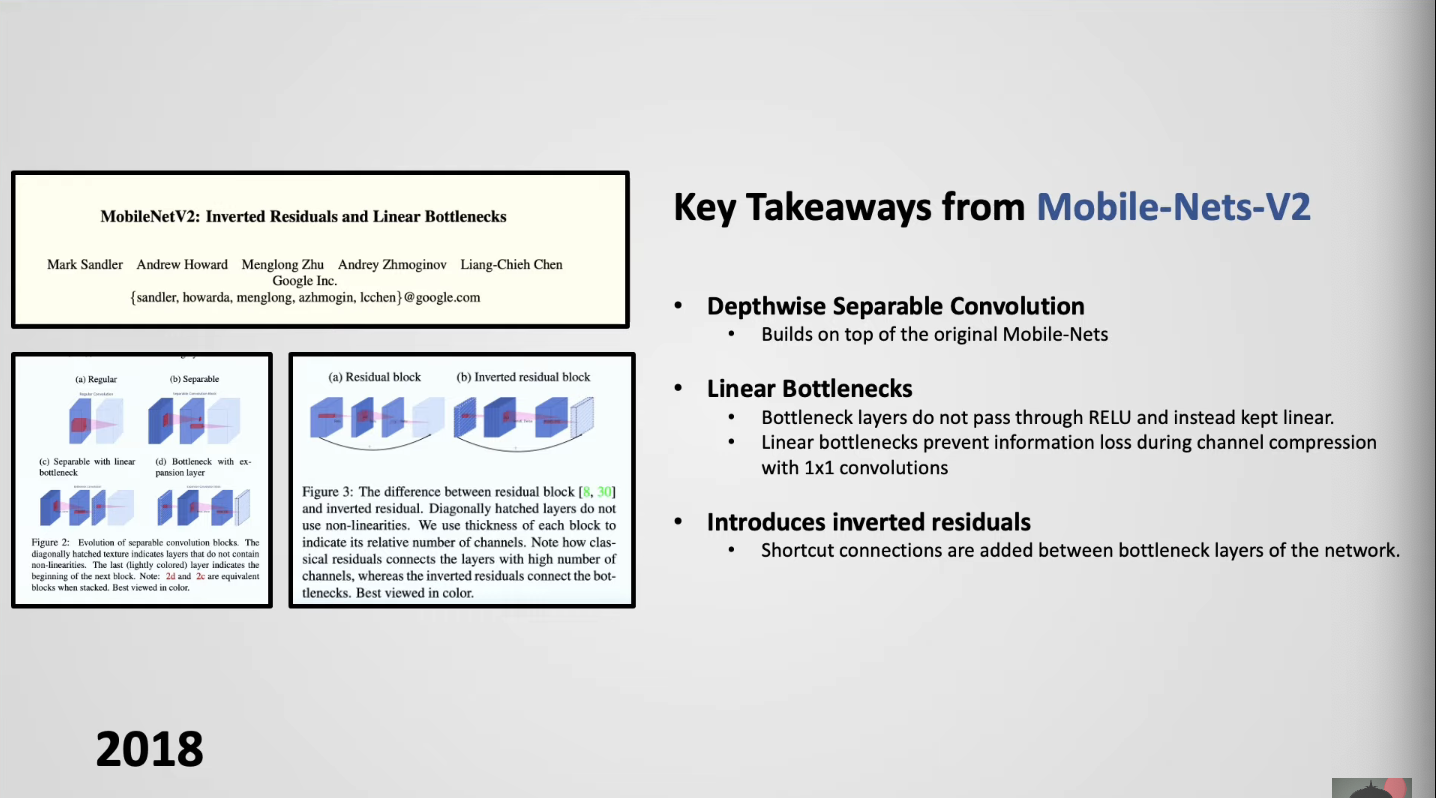 MobileNetV2: Inverted Residuals and Linear Bottlenecks
Mark Sandler Andrew Howard Menglong Zhu Andrey Zhmoginov Liang-Chieh Chen
Google Inc.
{sandler, howarda, menglong, azhmogin, lcchen}@google.com
(a) Regular (b) Separable
(c) Separable with linear
bottleneck
(d) Bottleneck with ex-
pansion layer
Figure 2: Evolution of separable convolution blocks. The
diagonally hatched texture indicates layers that do not contain
non-linearities. The last (lightly colored) layer indicates the
beginning of the next block. Note: 2d and 2c are equivalent
blocks when stacked. Best viewed in color.
(a) Residual block (b) Inverted residual block
Figure 3: The difference between residual block [8, 30]
and inverted residual. Diagonally hatched layers do not
use non-linearities. We use thickness of each block to
indicate its relative number of channels. Note how clas-
sical residuals connects the layers with high number of
channels, whereas the inverted residuals connect the bot-
tlenecks. Best viewed in color.
2018
Key Takeaways from Mobile-Nets-V2
• Depthwise Separable Convolution
• Builds on top of the original Mobile-Nets
• Linear Bottlenecks
• Bottleneck layers do not pass through RELU and instead kept linear.
• Linear bottlenecks prevent information loss during channel compression
with 1x1 convolutions
• Introduces inverted residuals
• Shortcut connections are added between bottleneck layers of the network.